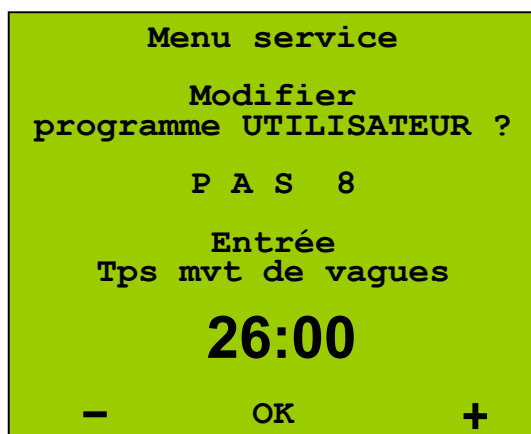 Menu service
Modifier
programme UTILISATEUR ?
P A S 8
Entrée
Tps mvt de vagues
26:00
– OK +